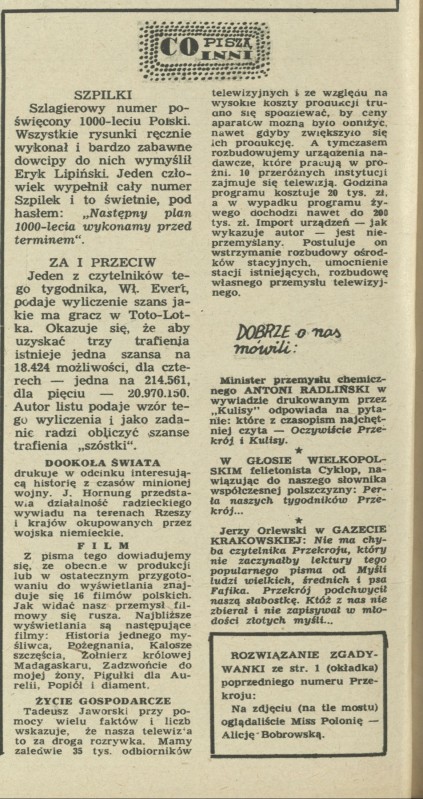 CO PISZĄ
INNI
SZPILKI
Szlagierowy numer po-
święcony 1000-leciu Polski.
Wszystkie rysunki ręcznie
wykonał i bardzo zabawne
dowcipy do nich wymyślił
Eryk Lipiński. Jeden czło-
wiek wypełnił cały numer
Szpilek i to świetnie, pod
hasłem: „Następny plan
1000-lecia wykonamy przed
terminem".
ZA I PRZECIW
Jeden z czytelników te-
go tygodnika, Wł. Evert,
podaje wyliczenie szans ja-
kie ma gracz w Toto-Lot-
ka. Okazuje się, że aby
uzyskać trzy trafienia
istnieje jedna szansa na
18.424 możliwości, dla czte-
rech — jedna na 214.561,
dla pięciu — 20.970.150.
Autor listu podaje wzór te-
go wyliczenia i jako zada-
nie radzi obliczyć szanse
trafienia „szóstki".
DOOKOŁA ŚWIATA
drukuje w odcinku interesują-
cą historię z czasów minionej
wojny. J. Hornung przedsta-
wia działalność radzieckiego
wywiadu na terenach Rzeszy
i krajów okupowanych przez
wojska niemieckie.
FILM
Z pisma tego dowiadujemy
się, że obecnie w produkcji
lub w ostatecznym przygoto-
waniu do wyświetlania znaj-
duje się 16 filmów polskich.
Jak widać nasz przemysł fil-
mowy się rusza. Najbliższe
wyświetlania są następujące
filmy: Historia jednego my-
śliwca, Pożegnania, Kalosze
szczęścia, Żołnierz królowej
Madagaskaru, Zadzwońcie do
mojej żony, Pigułki dla Au-
relii, Popiół i diament.
ŻYCIE GOSPODARCZE
Tadeusz Jaworski przy po-
mocy wielu faktów i liczb
wskazuje, że nasza telewizja
to za droga rozrywka. Mamy
zaledwie 35 tys. odbiorników
telewizyjnych i ze względu na
wysokie koszty produkcji tru-
dno się spodziewać, by ceny
aparatów można było obniżyć,
nawet gdyby zwiększyło się
ich produkcję. A tymczasem
rozbudowujemy urządzenia na-
dawcze, które pracują w pró-
żni. 10 przeróżnych instytucji
zajmuje się telewizją. Godzina
programu kosztuje 20 tys. zł,
a w wypadku programu ży-
wego dochodzi nawet do 200
tys. zł. Import urządzeń — jak
wykazuje autor — jest nie-
przemyślany. Postuluje on
wstrzymanie rozbudowy ośrod-
ków stacyjnych, umocnienie
stacji istniejących, rozbudowę
własnego przemysłu telewizyj-
nego.
DOBRZE o nas
mówili:
Minister przemysłu chemicz-
nego ANTONI RADLIŃSKI w
wywiadzie drukowanym przez
„Kulisy" odpowiada na pyta-
nie: które z czasopism najchęt-
niej czyta — Oczywiście Prze-
krój i Kulisy.
★
W GŁOSIE WIELKOPOL-
SKIM felietonista Cyklop, na-
wiązując do naszego słownika
współczesnej polszczyzny: Per-
ła naszych tygodników Prze-
krój...
★
Jerzy Orlewski w GAZECIE
KRAKOWSKIEJ: Nie ma chy-
ba czytelnika Przekroju, który
nie zaczynałby lektury tego
popularnego pisma od Myśli
ludzi wielkich, średnich i psa
Fafika. Przekrój podchwycił
naszą słabostkę. Któż z nas nie
zbierał i nie zapisywał w mło-
dości złotych myśli...
ROZWIĄZANIE ZGADY-
WANKI ze str. 1 (okładka)
poprzedniego numeru Prze-
kroju:
Na zdjęciu (na tle mostu)
oglądaliście Miss Polonię —
Alicję Bobrowską.